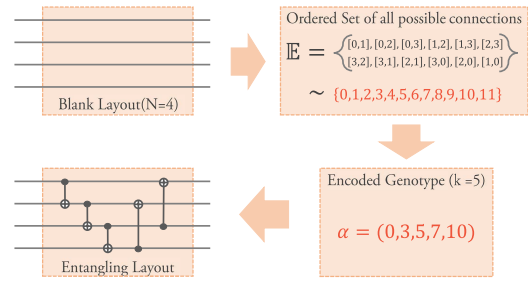 Blank Layout(N=4)
Ordered Set of all possible connections
𝔼 = {[0,1], [0,2], [0,3], [1,2], [1,3], [2,3]
[3,2], [3,1], [2,1], [3,0], [2,0], [1,0]}
~ {0,1,2,3,4,5,6,7,8,9,10,11}
Encoded Genotype (k =5)
α = (0,3,5,7,10)
Entangling Layout